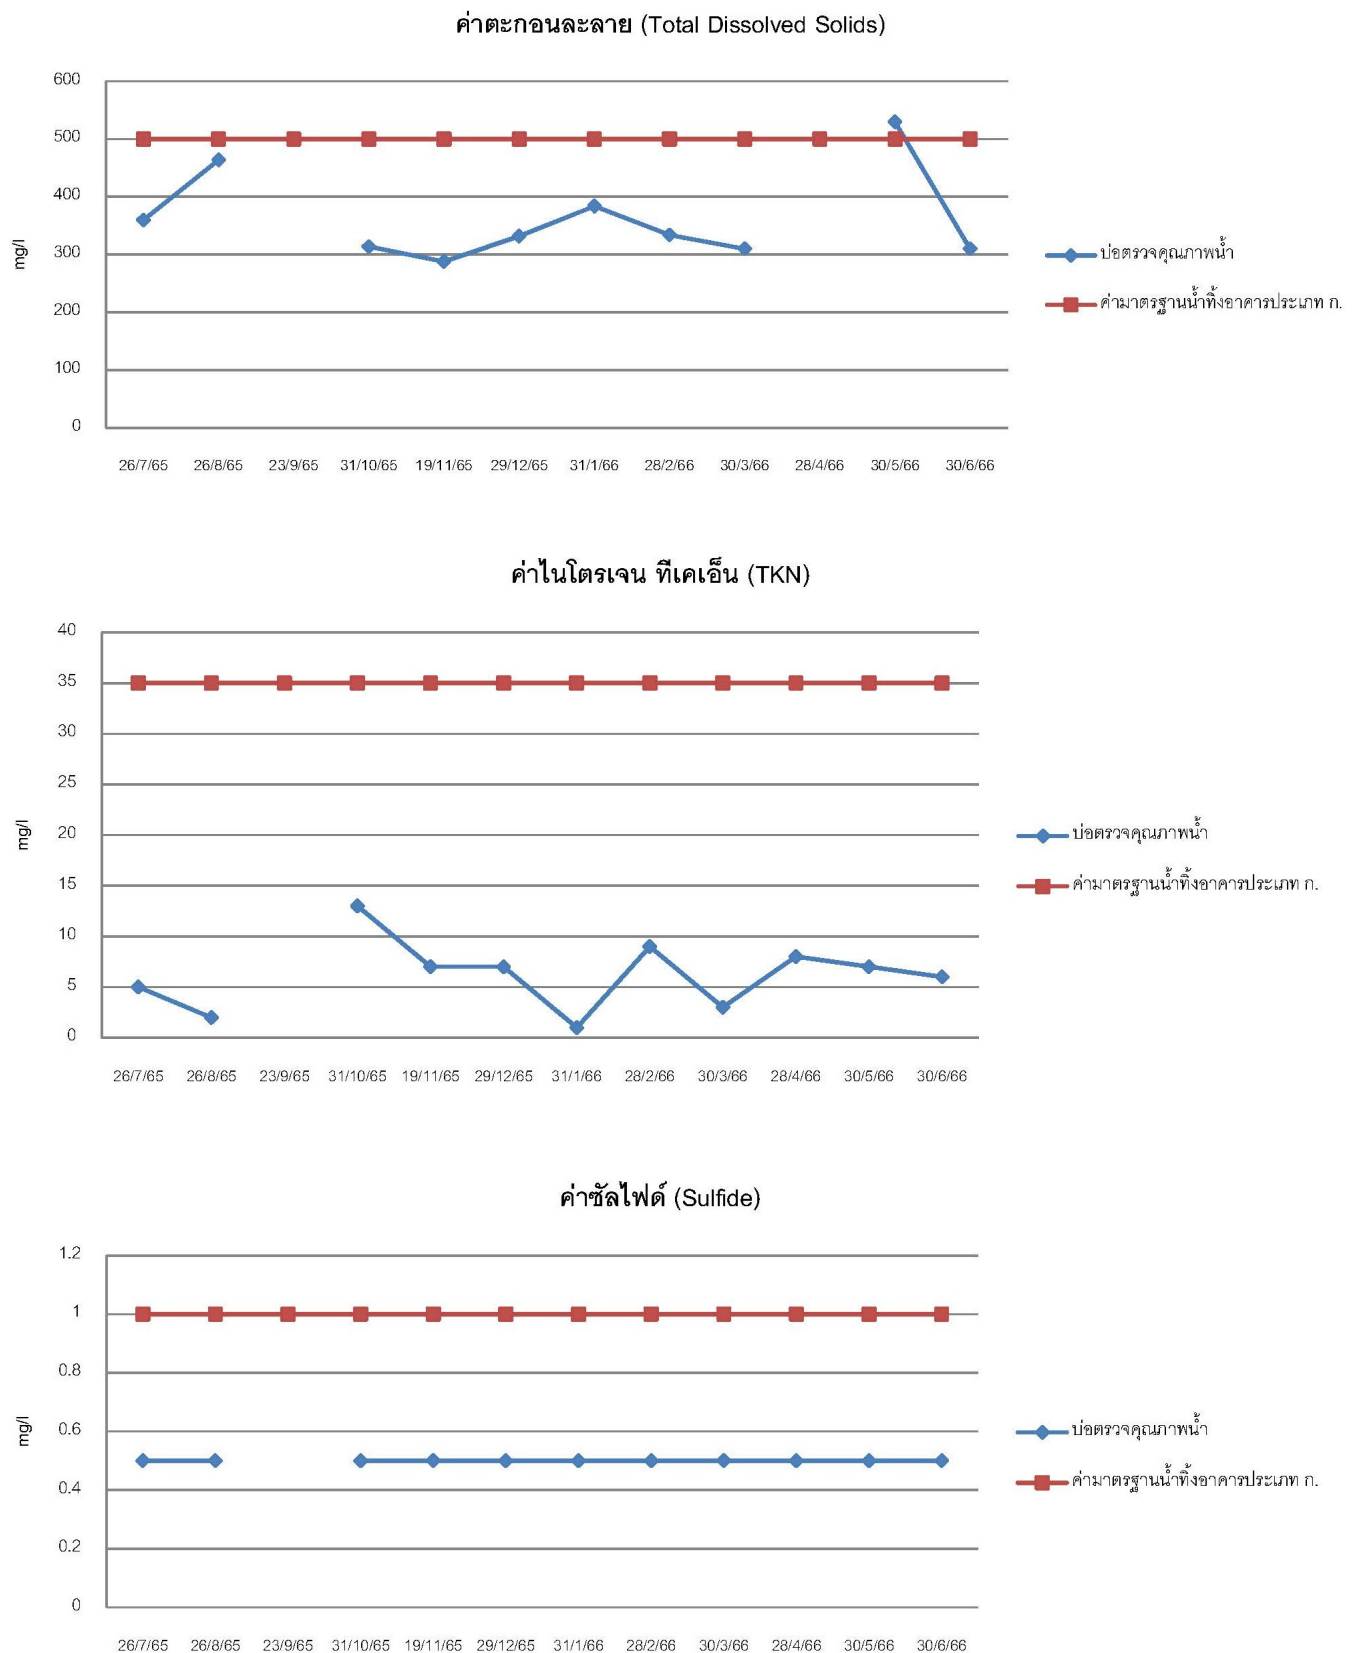 ค่าตะกอนละลาย (Total Dissolved Solids)
600
500
400
300
200
100
0
mg/l
26/7/65 26/8/65 23/9/65 31/10/65 19/11/65 29/12/65 31/1/66 28/2/66 30/3/66 28/4/66 30/5/66 30/6/66
บ่อตรวจคุณภาพน้ำ
ค่ามาตรฐานน้ำทิ้งอาคารประเภท ก.
ค่าไนโตรเจน ทีเคเอ็น (TKN)
40
35
30
25
20
15
10
5
0
mg/l
26/7/65 26/8/65 23/9/65 31/10/65 19/11/65 29/12/65 31/1/66 28/2/66 30/3/66 28/4/66 30/5/66 30/6/66
บ่อตรวจคุณภาพน้ำ
ค่ามาตรฐานน้ำทิ้งอาคารประเภท ก.
ค่าซัลไฟด์ (Sulfide)
1.2
1
0.8
0.6
0.4
0.2
0
mg/l
26/7/65 26/8/65 23/9/65 31/10/65 19/11/65 29/12/65 31/1/66 28/2/66 30/3/66 28/4/66 30/5/66 30/6/66
บ่อตรวจคุณภาพน้ำ
ค่ามาตรฐานน้ำทิ้งอาคารประเภท ก.